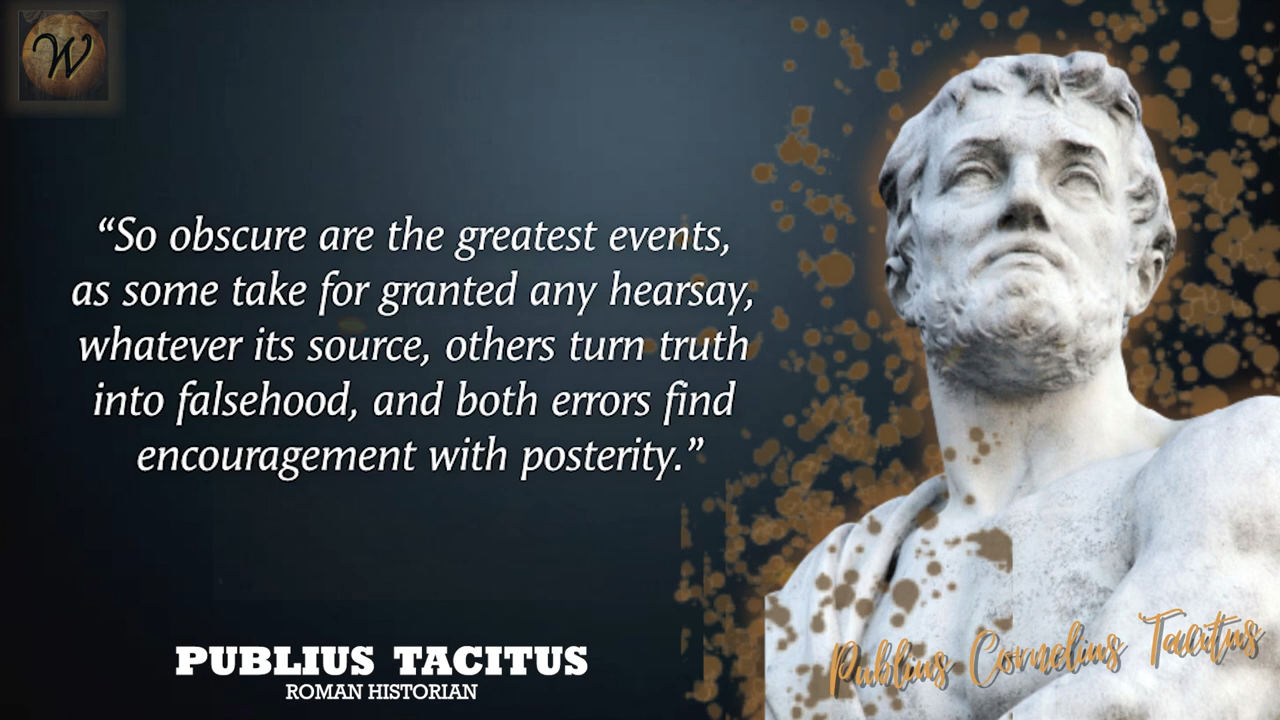 W
“So obscure are the greatest events,
as some take for granted any hearsay,
whatever its source, others turn truth
into falsehood, and both errors find
encouragement with posterity.”
PUBLIUS TACITUS
ROMAN HISTORIAN
Publius Cornelius Tacitus